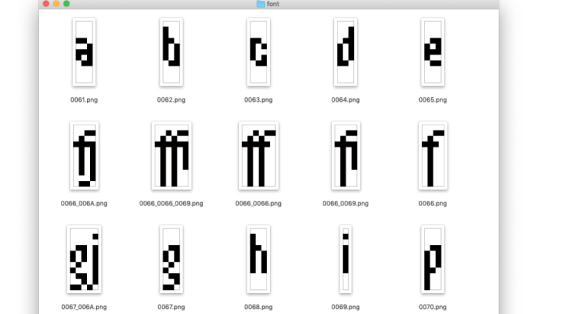 font
a b c d e
0061.png 0062.png 0063.png 0064.png 0065.png
fj ffi ff fi f
0066_006A.png 0066_0066_0069.png 0066_0066.png 0066_0069.png 0066.png
gj g h i p
0067_006A.png 0067.png 0068.png 0069.png 0070.png